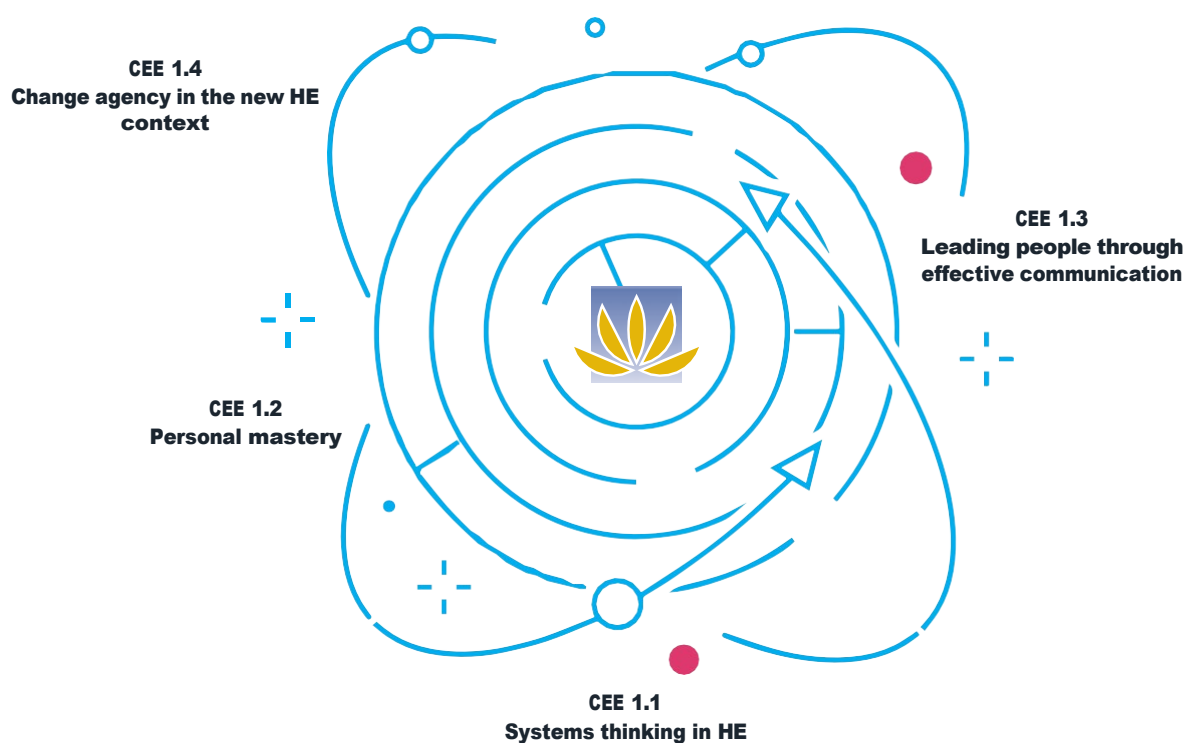 CEE 1.4
Change agency in the new HE
context
CEE 1.3
Leading people through
effective communication
CEE 1.2
Personal mastery
CEE 1.1
Systems thinking in HE